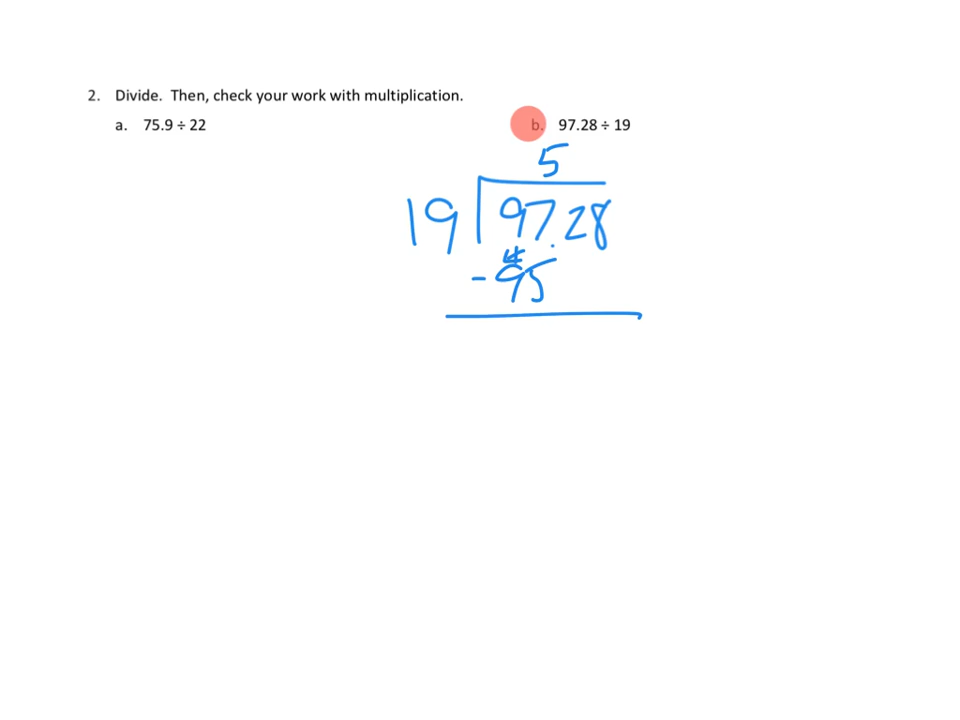 2. Divide. Then, check your work with multiplication.
a. 75.9 ÷ 22
b. 97.28 ÷ 19
5
19 97.28
4
- 95